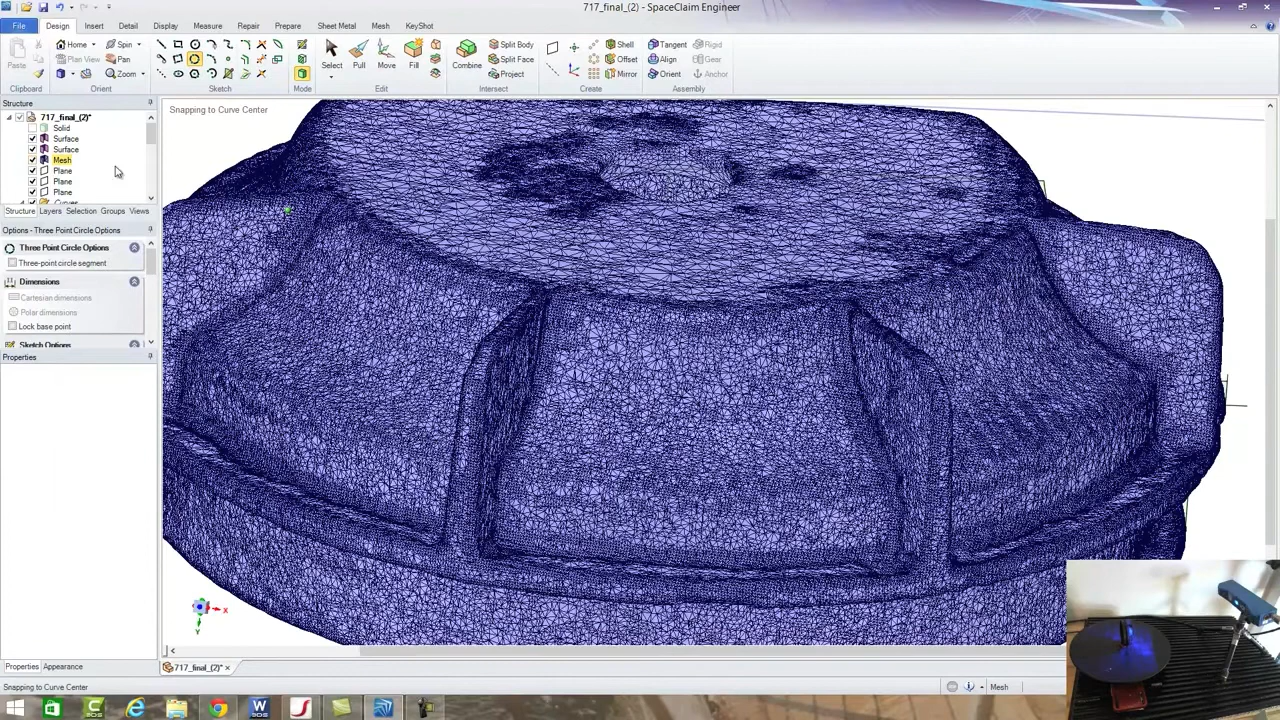 717_final_(2)* - SpaceClaim Engineer
File Design Insert Detail Display Measure Repair Prepare Sheet Metal Mesh KeyShot
Paste
Home Spin
Plan View Pan
Zoom
Select Pull Move Fill
Combine
Split Body
Split Face
Project
Shell
Offset
Mirror
Tangent Rigid
Align Gear
Orient Anchor
Clipboard Orient Sketch Mode Edit Intersect Create Assembly
Structure
717_final_(2)*
Solid
Surface
Surface
Mesh
Plane
Plane
Plane
Curves
Structure Layers Selection Groups Views
Options - Three Point Circle Options
Three Point Circle Options
Three-point circle segment
Dimensions
Cartesian dimensions
Polar dimensions
Lock base point
Sketch Options
Properties
Snapping to Curve Center
X
Y
Properties Appearance
717_final_(2)*
Snapping to Curve Center
Mesh